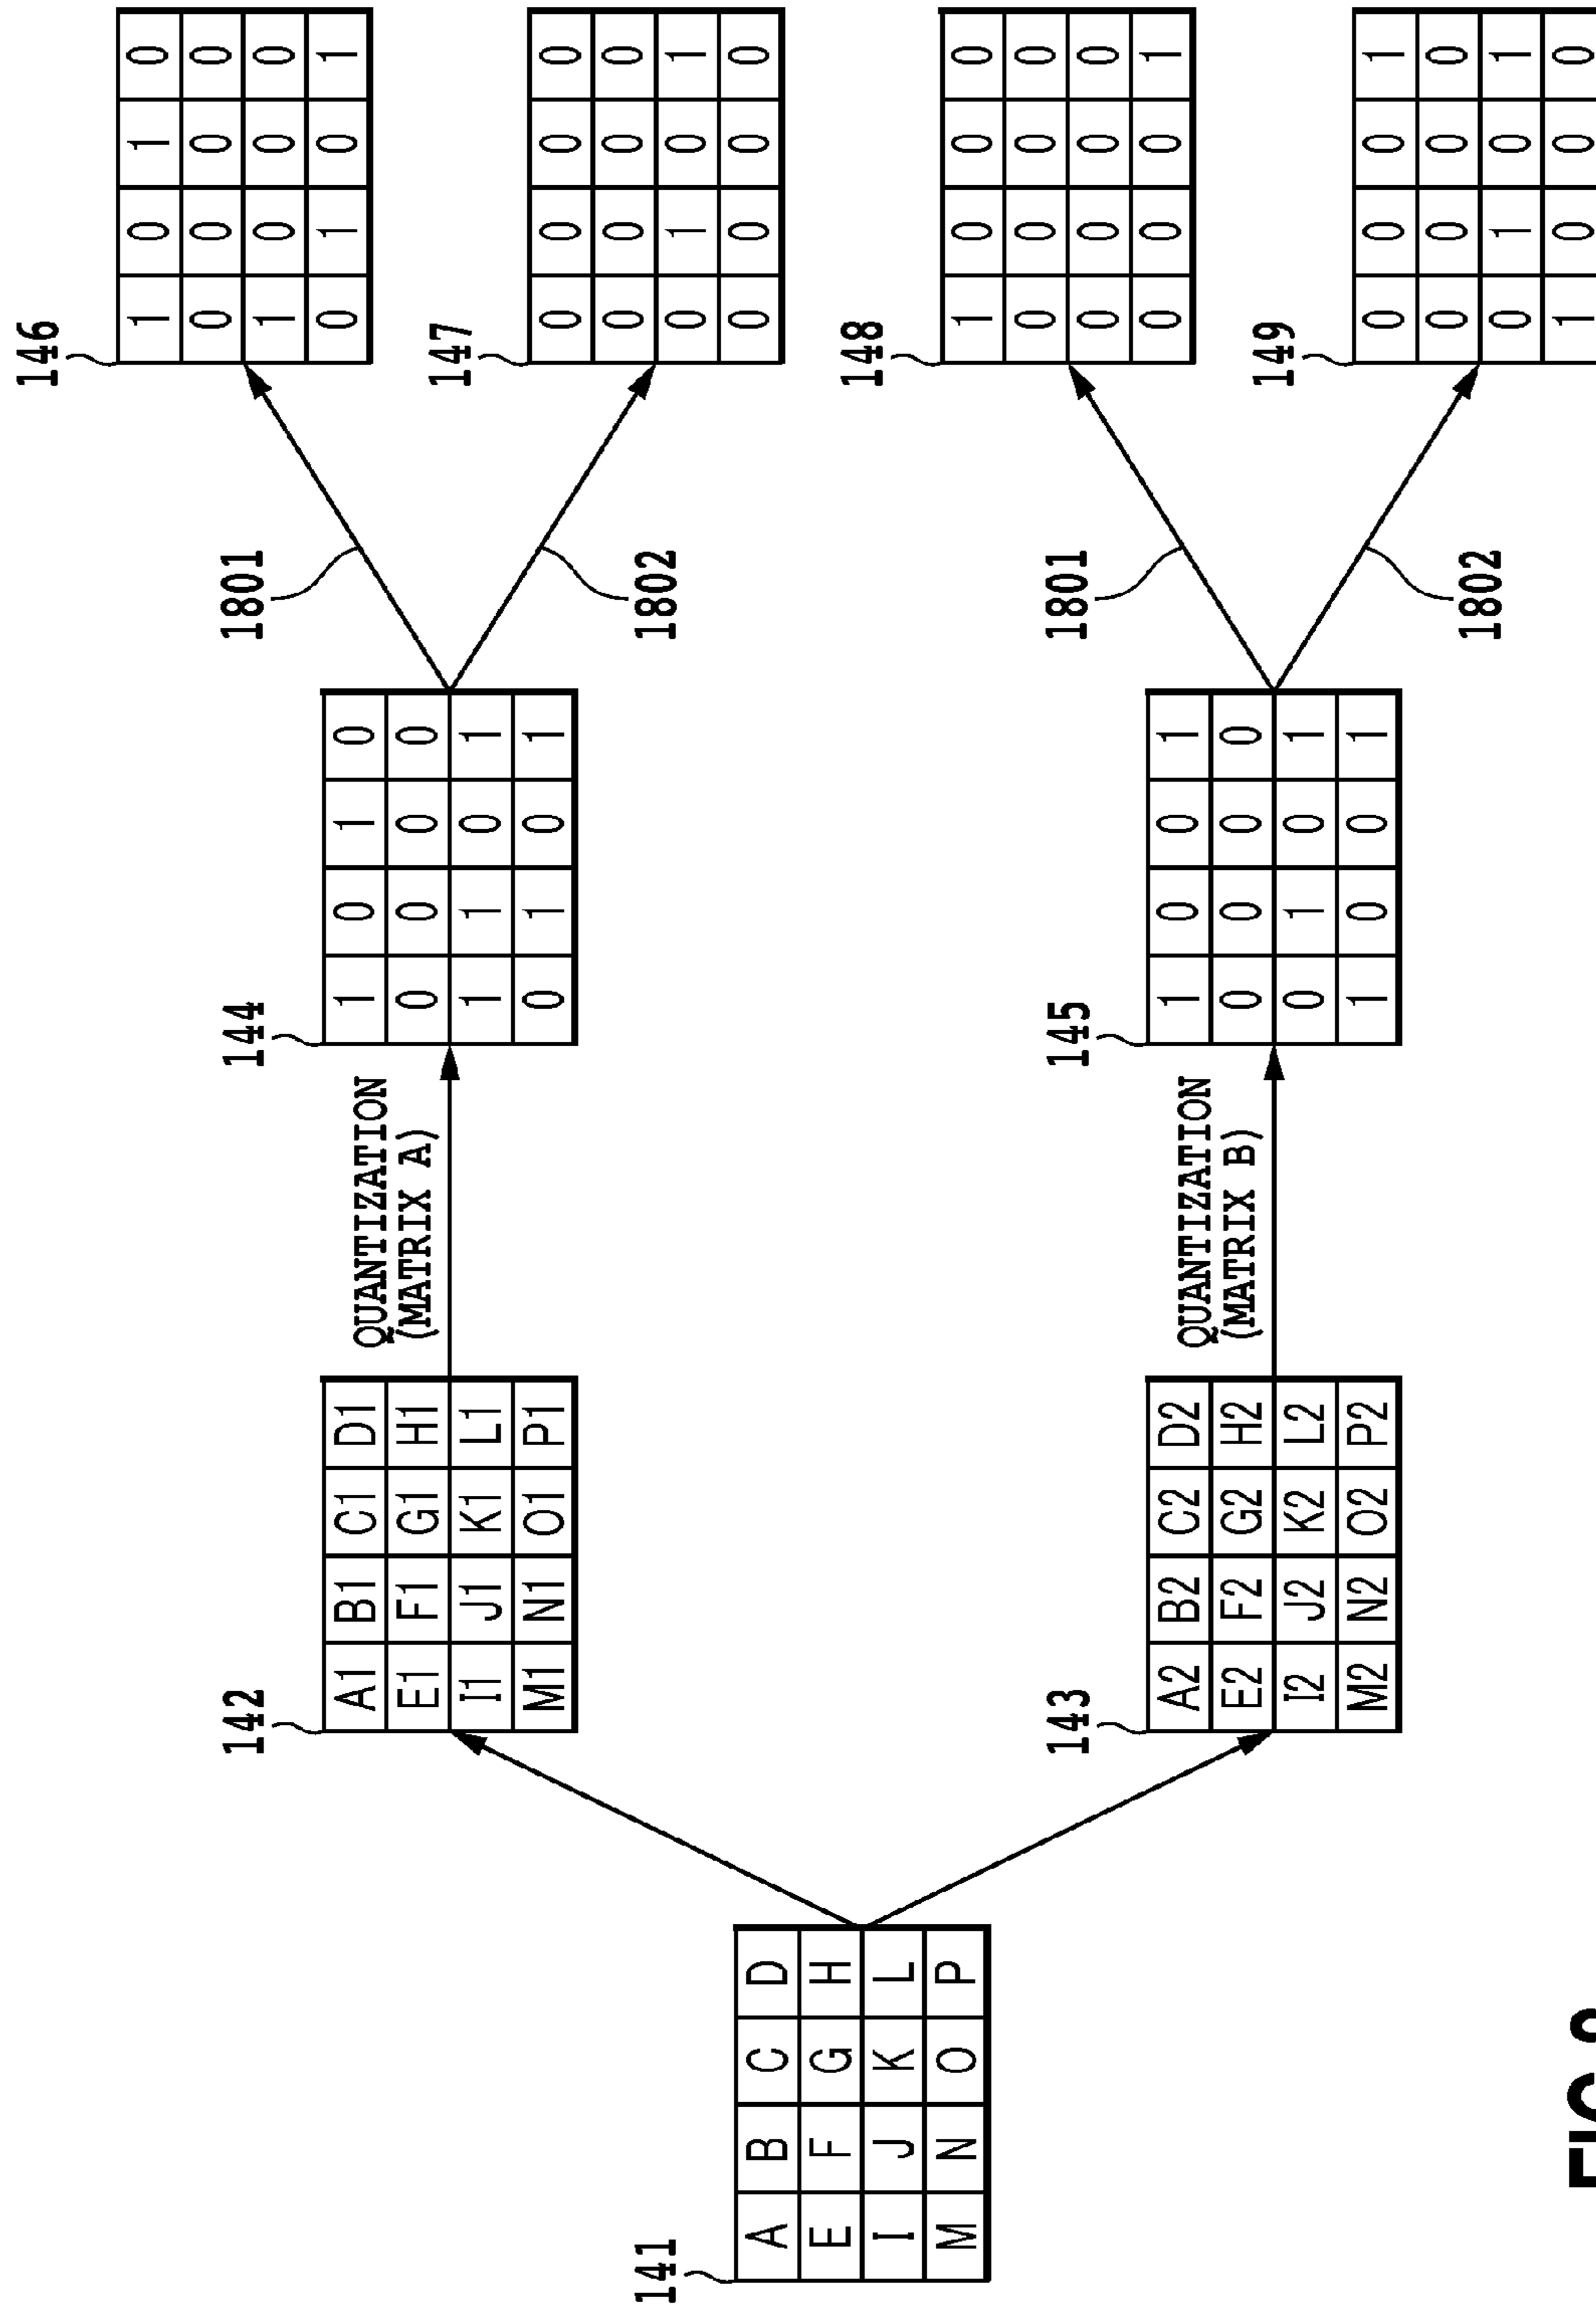 141
A B C D
E F G H
I J K L
M N O P
142
A1 B1 C1 D1
E1 F1 G1 H1
I1 J1 K1 L1
M1 N1 O1 P1
QUANTIZATION
(MATRIX A)
144
1 0 1 0
0 0 0 0
1 1 0 1
0 1 0 1
1801
1802
146
1 0 1 0
0 0 0 0
1 0 0 0
0 1 0 1
147
0 0 0 0
0 0 0 0
0 1 0 1
0 0 0 0
143
A2 B2 C2 D2
E2 F2 G2 H2
I2 J2 K2 L2
M2 N2 O2 P2
QUANTIZATION
(MATRIX B)
145
1 0 0 1
0 0 0 0
0 1 0 1
1 0 0 1
1801
1802
148
1 0 0 0
0 0 0 0
0 0 0 0
0 0 0 1
149
0 0 0 1
0 0 0 0
0 1 0 1
1 0 0 0